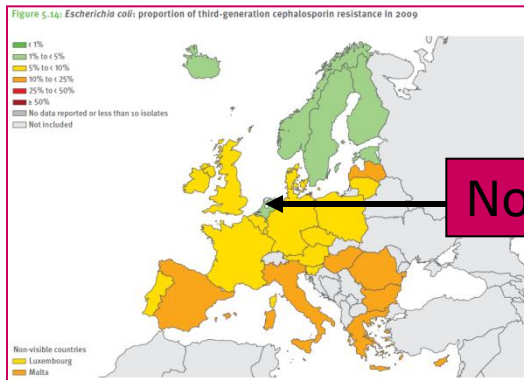 Figure 5.14: Escherichia coli: proportion of third-generation cephalosporin resistance in 2009
< 1%
1% to < 5%
5% to < 10%
10% to < 25%
25% to < 50%
≥ 50%
No data reported or less than 10 isolates
Not included
No
Non-visible countries
Luxembourg
Malta